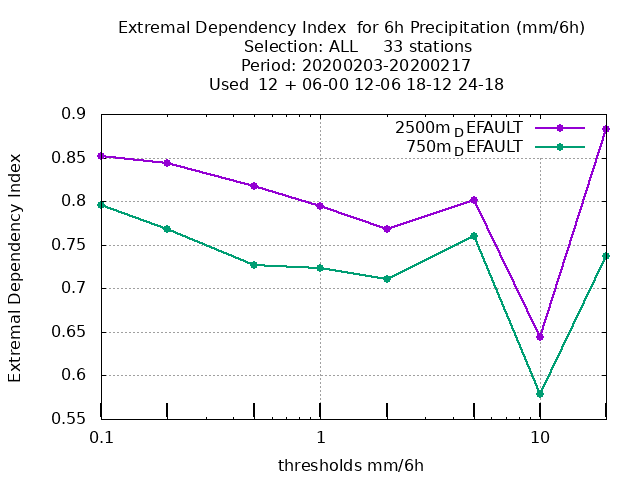 Extremal Dependency Index  for 6h Precipitation (mm/6h)
Selection: ALL     33 stations
Period: 20200203-20200217
Used  12 + 06-00 12-06 18-12 24-18
0.9
0.85
0.8
0.75
0.7
0.65
0.6
0.55
Extremal Dependency Index
2500m_DEFAULT
750m_DEFAULT
0.1
1
10
thresholds mm/6h